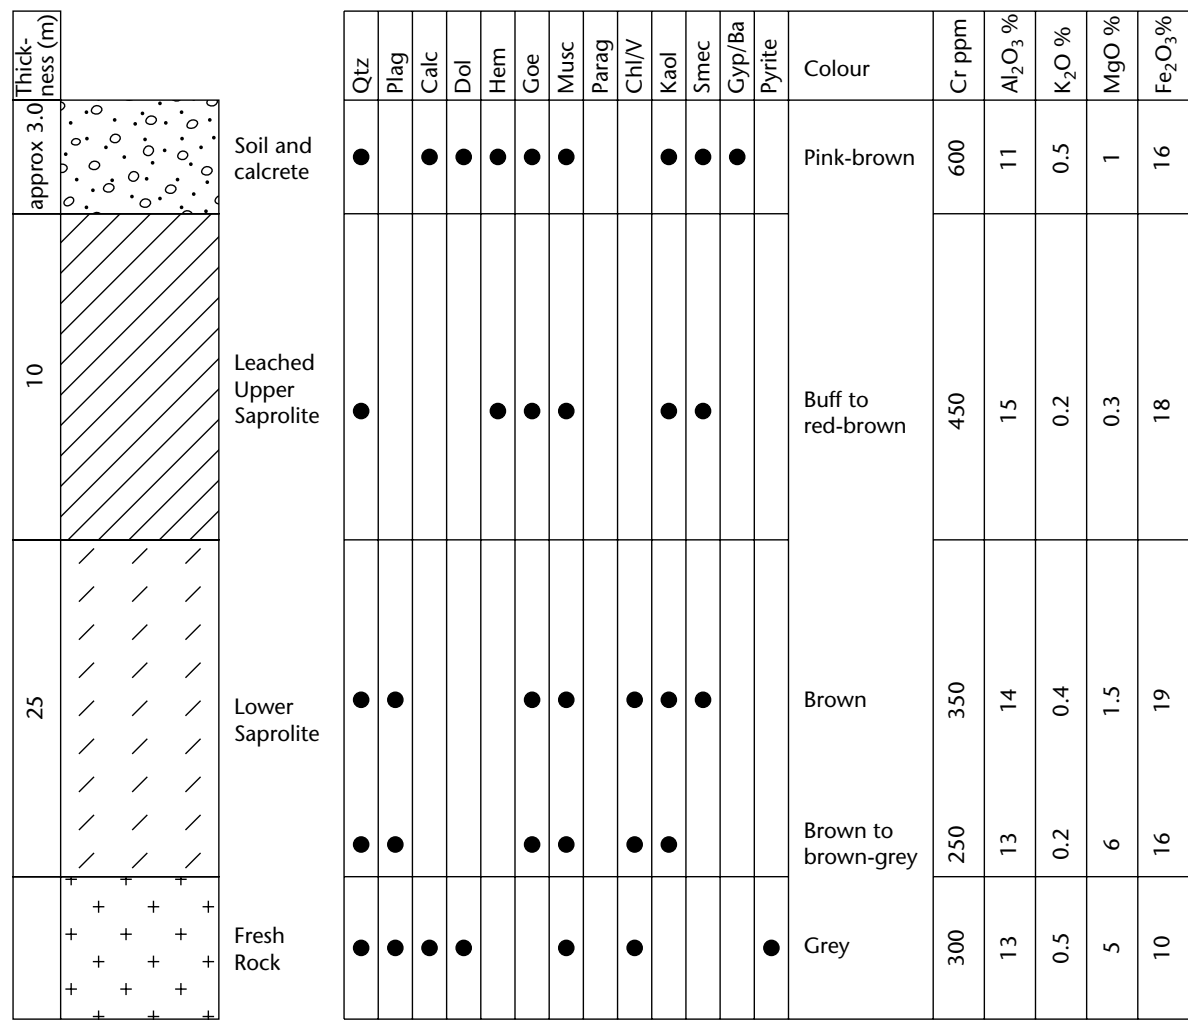 Thick-
ness (m)
Qtz
Plag
Calc
Dol
Hem
Goe
Musc
Parag
Chl/V
Kaol
Smec
Gyp/Ba
Pyrite
Colour
Cr ppm
Al₂O₃ %
K₂O %
MgO %
Fe₂O₃%
approx 3.0
Soil and
calcrete
Pink-brown
600
11
0.5
1
16
10
Leached
Upper
Saprolite
Buff to
red-brown
450
15
0.2
0.3
18
25
Lower
Saprolite
Brown
350
14
0.4
1.5
19
Brown to
brown-grey
250
13
0.2
6
16
Fresh
Rock
Grey
300
13
0.5
5
10